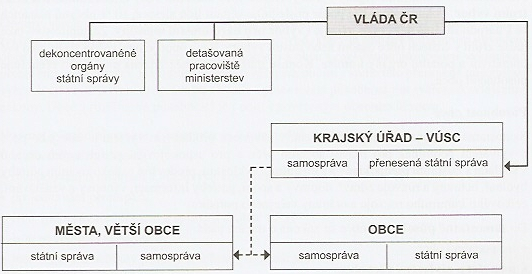 VLÁDA ČR
dekoncentrovanéné
orgány
státní správy
detašovaná
pracoviště
ministerstev
KRAJSKÝ ÚŘAD – VÚSC
samospráva
přenesená státní správa
MĚSTA, VĚTŠÍ OBCE
státní správa
samospráva
OBCE
samospráva
státní správa